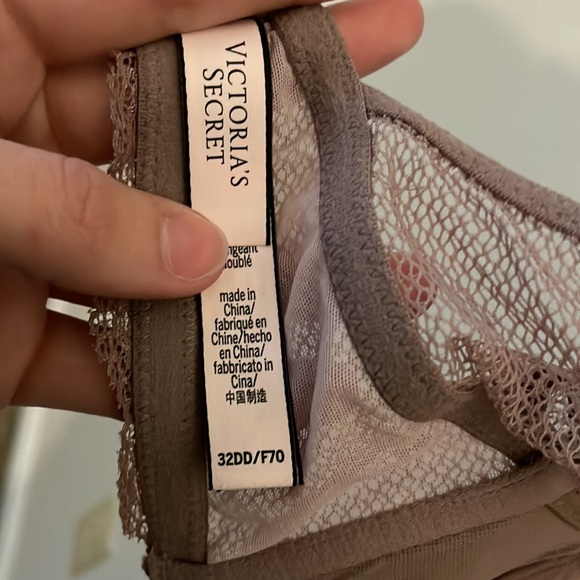 VICTORIA'S
SECRET
made in
China/
fabriqué en
Chine/hecho
en China/
fabbricato in
Cina/
中国制造
32DD/F70